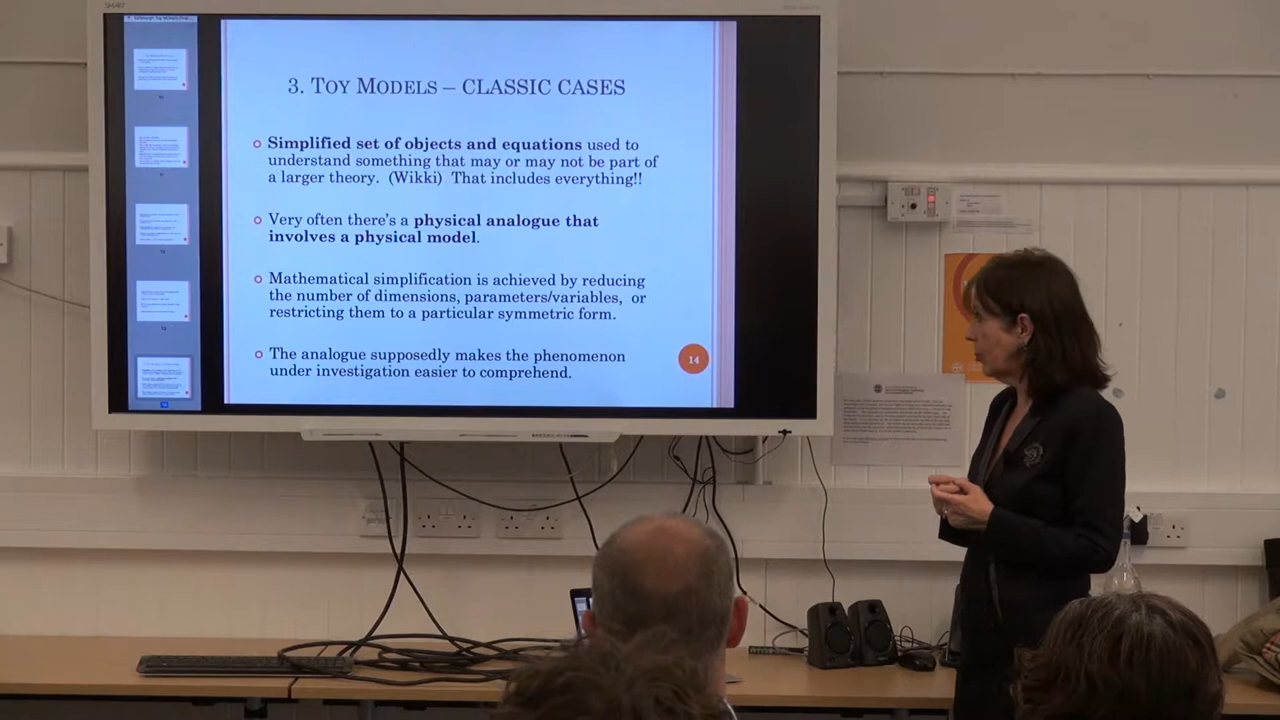 SMART
3. TOY MODELS – CLASSIC CASES
Simplified set of objects and equations used to
understand something that may or may not be part of
a larger theory. (Wikki) That includes everything!!
Very often there's a physical analogue that
involves a physical model.
Mathematical simplification is achieved by reducing
the number of dimensions, parameters/variables, or
restricting them to a particular symmetric form.
The analogue supposedly makes the phenomenon
under investigation easier to comprehend.
14